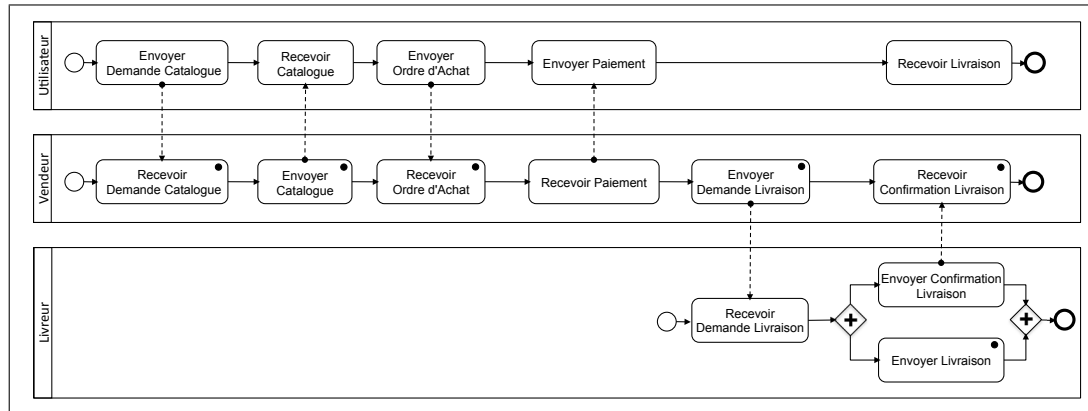 Utilisateur
Envoyer
Demande Catalogue
Recevoir
Catalogue
Envoyer
Ordre d'Achat
Envoyer Paiement
Recevoir Livraison
Vendeur
Recevoir
Demande Catalogue
Envoyer
Catalogue
Recevoir
Ordre d'Achat
Recevoir Paiement
Envoyer
Demande Livraison
Recevoir
Confirmation Livraison
Livreur
Recevoir
Demande Livraison
Envoyer Confirmation
Livraison
Envoyer Livraison